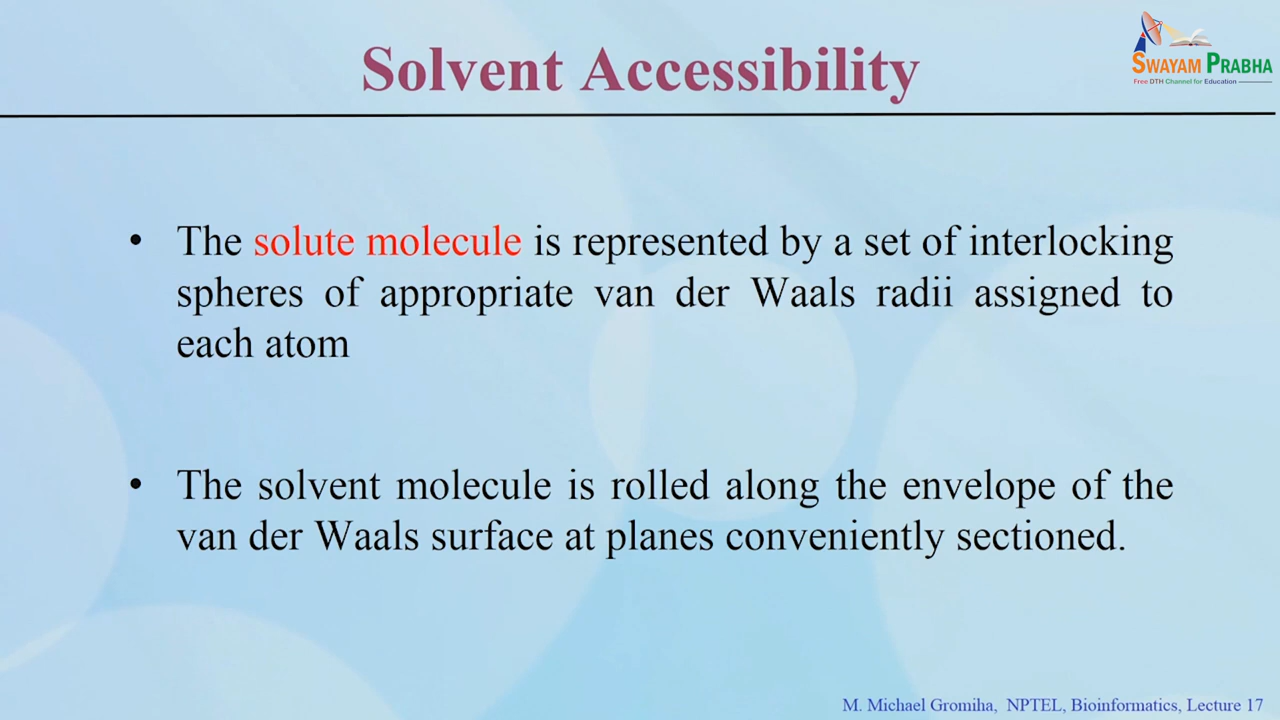 Solvent Accessibility
SWAYAM PRABHA
Free DTH Channel for Education
• The solute molecule is represented by a set of interlocking
spheres of appropriate van der Waals radii assigned to
each atom
• The solvent molecule is rolled along the envelope of the
van der Waals surface at planes conveniently sectioned.
M. Michael Gromiha, NPTEL, Bioinformatics, Lecture 17